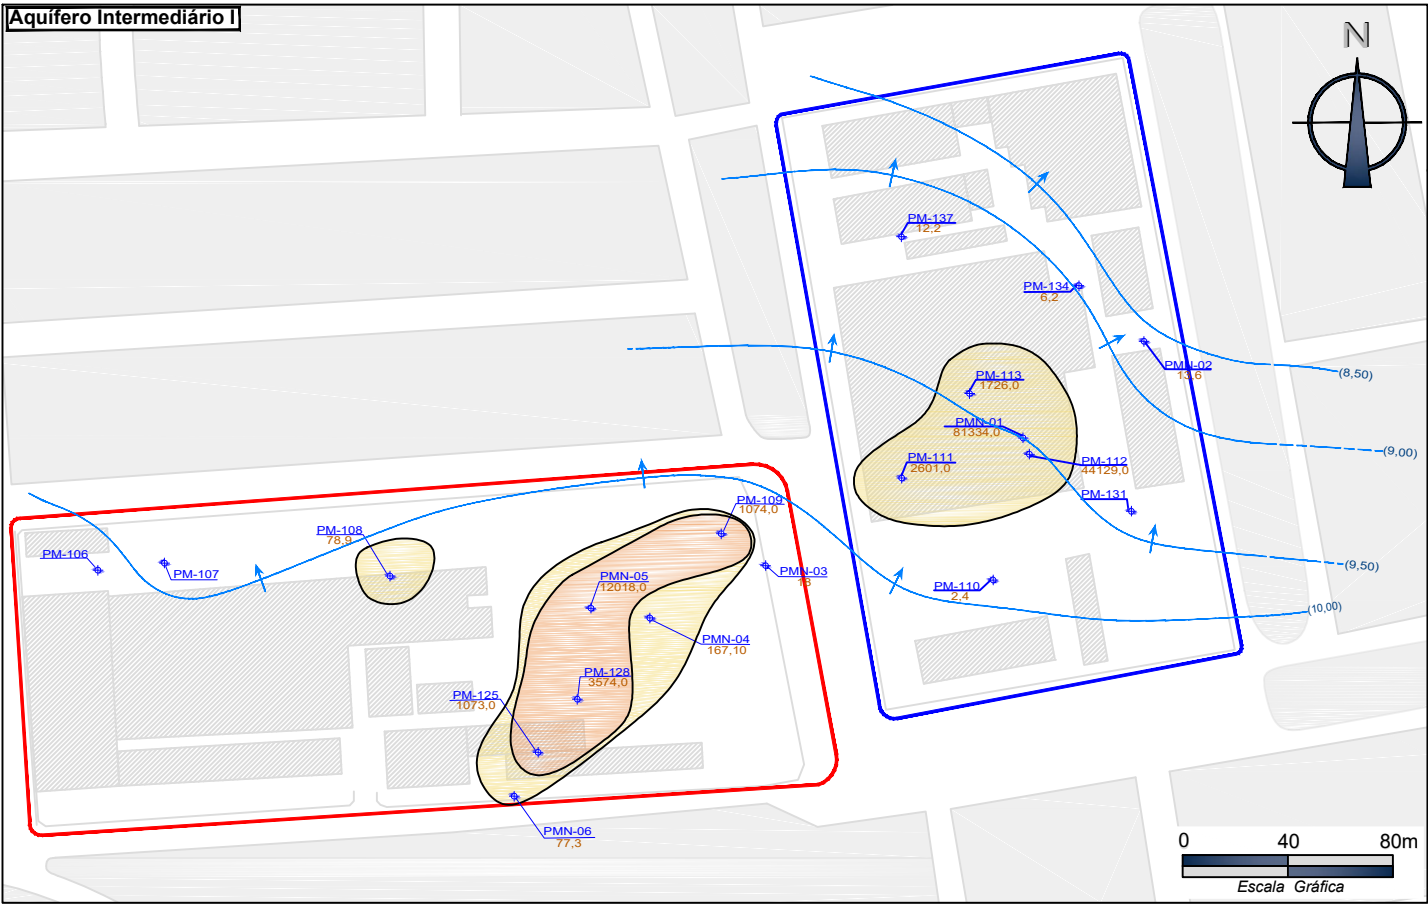 Aquífero Intermediário I
N
PM-137
12,2
PM-134
6,2
PMN-02
13,6
(8,50)
PM-113
1726,0
PMN-01
81334,0
(9,00)
PM-111
2601,0
PM-112
44129,0
PM-131
PM-109
1074,0
PM-108
78,9
PM-106
PM-107
(9,50)
PMN-05
12018,0
PMN-03
18
PM-110
2,4
(10,00)
PMN-04
167,10
PM-128
3574,0
PM-125
1073,0
PMN-06
77,3
0 40 80m
Escala Gráfica